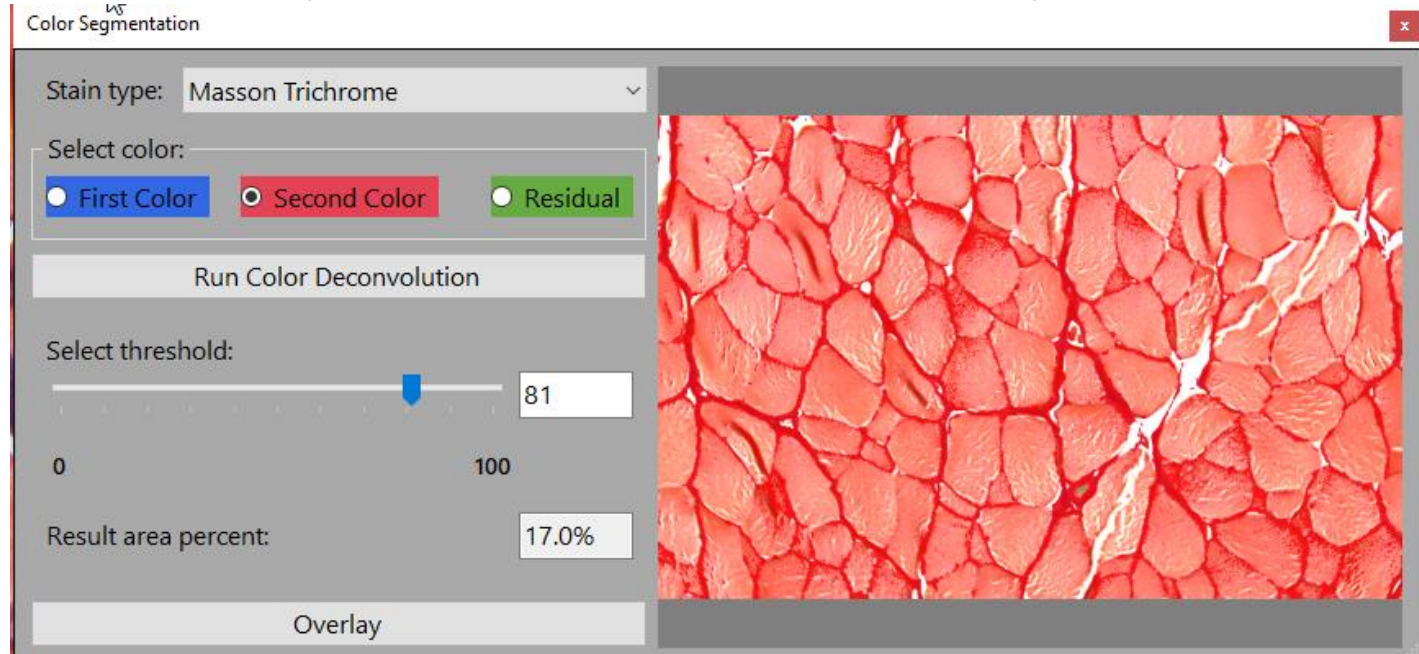 Color Segmentation
x
Stain type: Masson Trichrome
Select color:
First Color Second Color Residual
Run Color Deconvolution
Select threshold:
81
0 100
Result area percent: 17.0%
Overlay